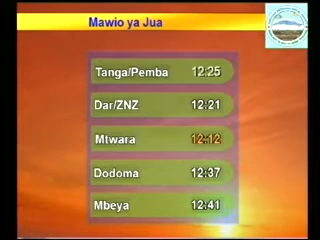 Mawio ya Jua
Tanga/Pemba 12:25
Dar/ZNZ 12:21
Mtwara 12:12
Dodoma 12:37
Mbeya 12:41